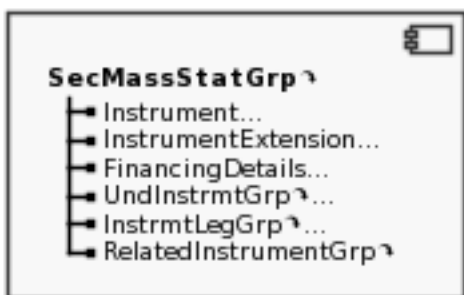 SecMassStatGrp
Instrument...
InstrumentExtension...
FinancingDetails...
UndInstrmtGrp...
InstrmtLegGrp...
RelatedInstrumentGrp